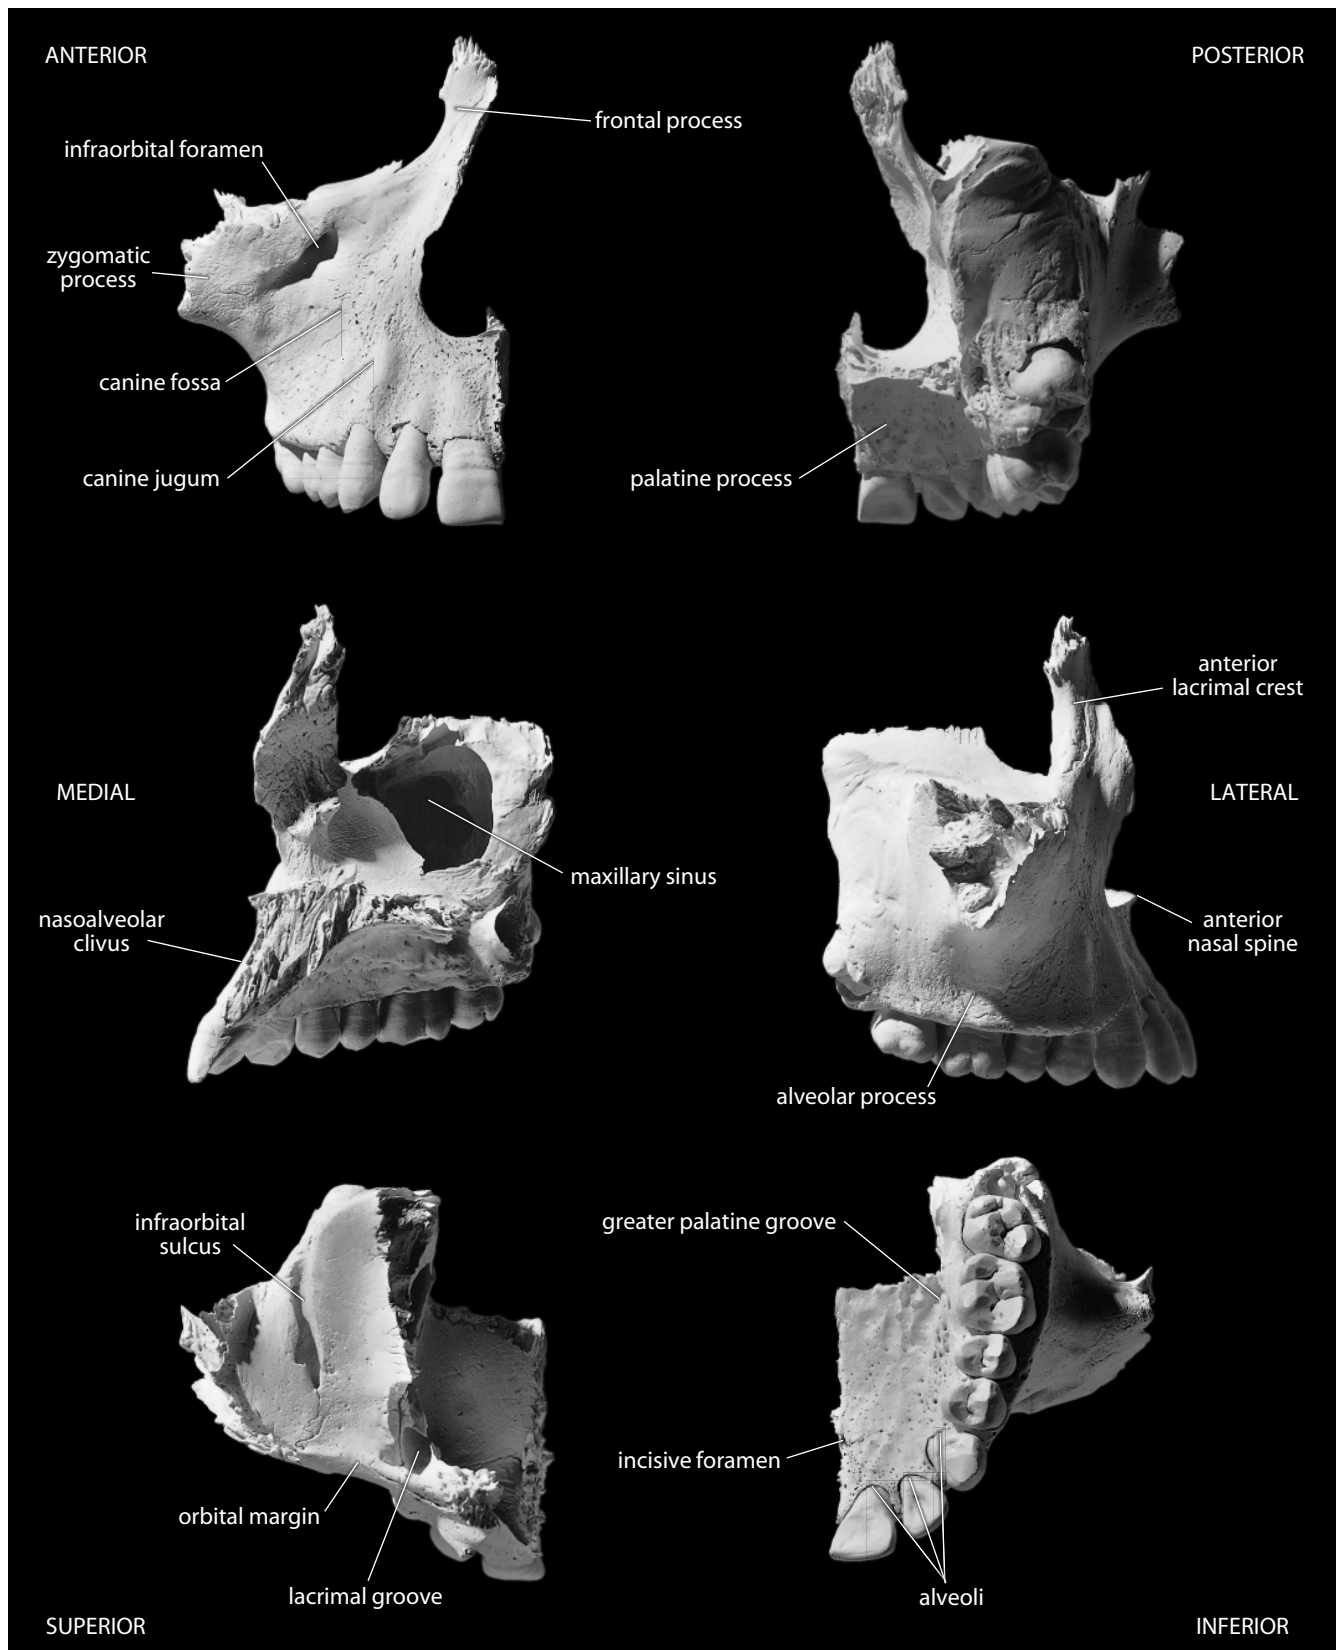 ANTERIOR
POSTERIOR
frontal process
infraorbital foramen
zygomatic
process
canine fossa
canine jugum
palatine process
anterior
lacrimal crest
MEDIAL
LATERAL
maxillary sinus
nasoalveolar
clivus
anterior
nasal spine
alveolar process
infraorbital
sulcus
greater palatine groove
incisive foramen
orbital margin
lacrimal groove
alveoli
SUPERIOR
INFERIOR